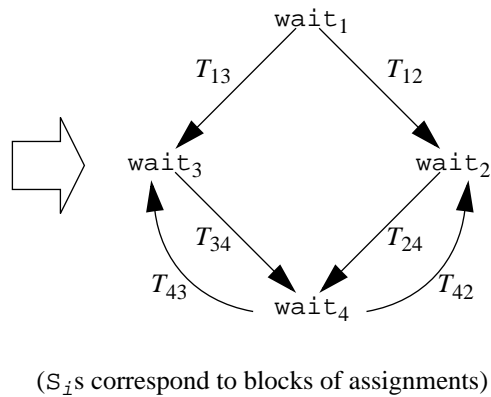 wait1
T13 T12
wait3 wait2
T34 T24
T43 T42
wait4
(Sis correspond to blocks of assignments)